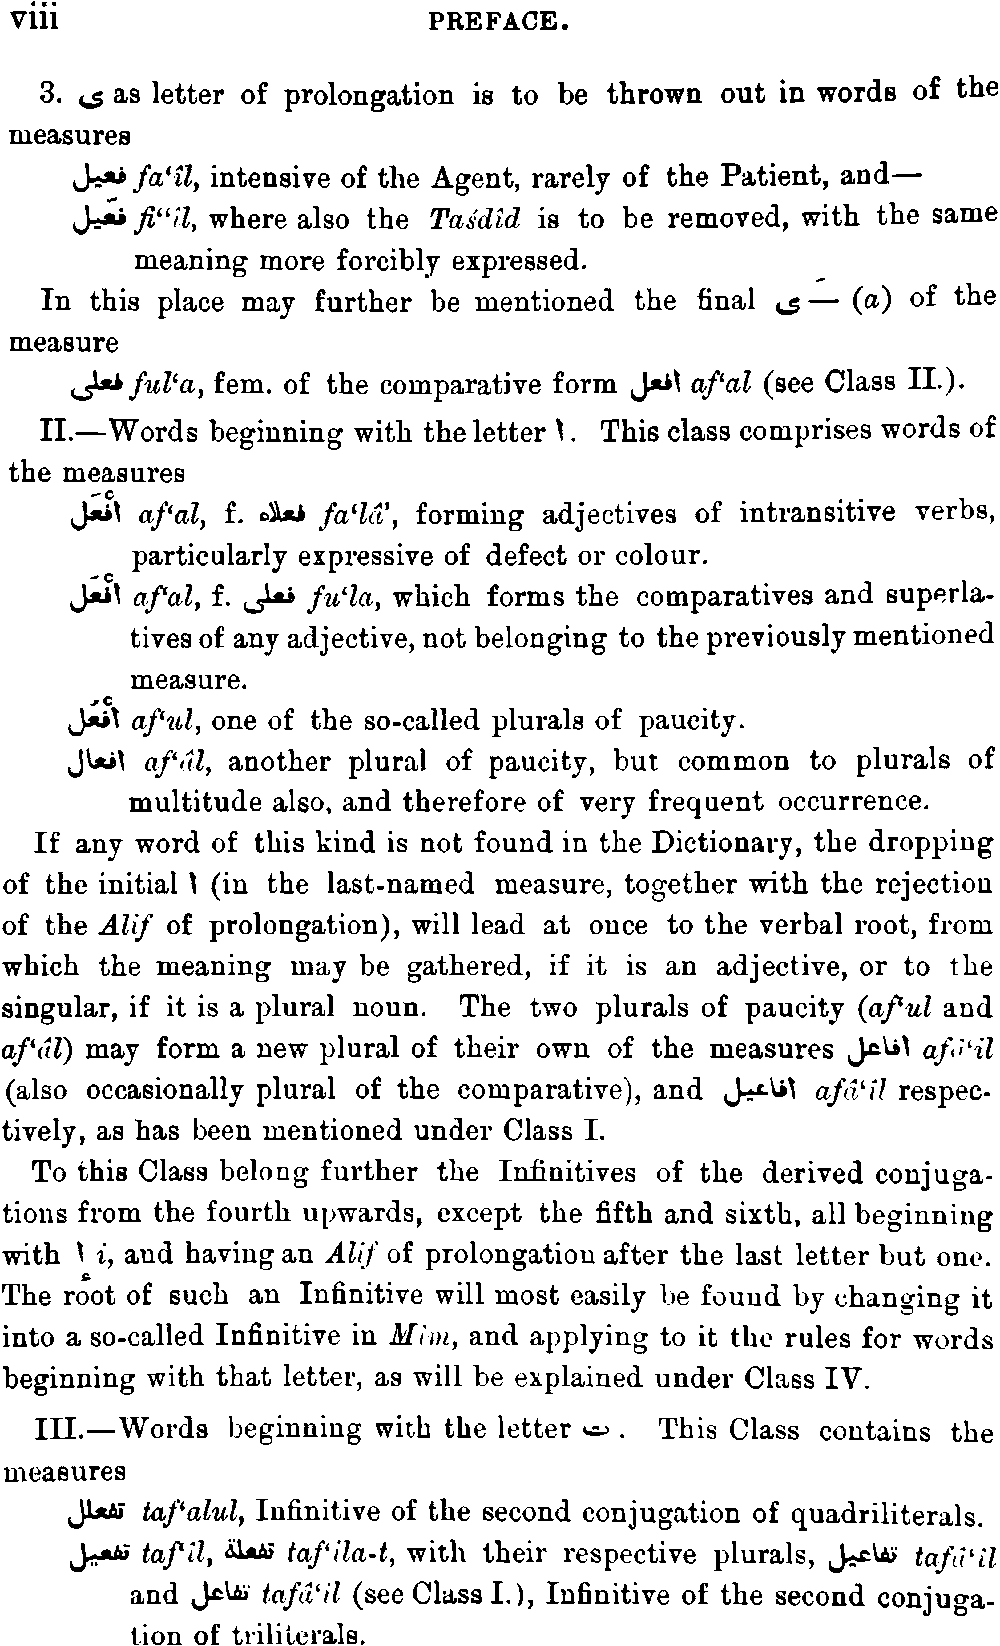 viii PREFACE.
3. ى as letter of prolongation is to be thrown out in words of the
measures
فعيل fa‘îl, intensive of the Agent, rarely of the Patient, and—
فعّيل fi‘‘îl, where also the Taśdîd is to be removed, with the same
meaning more forcibly expressed.
In this place may further be mentioned the final ـَى (a) of the
measure
فعلى ful‘a, fem. of the comparative form افعل af‘al (see Class II.).
II.—Words beginning with the letter ا. This class comprises words of
the measures
افْعَل af‘al, f. فعلاء fa‘lâ’, forming adjectives of intransitive verbs,
particularly expressive of defect or colour.
افْعَل af‘al, f. فعلى fu‘la, which forms the comparatives and superla-
tives of any adjective, not belonging to the previously mentioned
measure.
افْعُل af‘ul, one of the so-called plurals of paucity.
افعال af‘âl, another plural of paucity, but common to plurals of
multitude also, and therefore of very frequent occurrence.
If any word of this kind is not found in the Dictionary, the dropping
of the initial ا (in the last-named measure, together with the rejection
of the Alif of prolongation), will lead at once to the verbal root, from
which the meaning may be gathered, if it is an adjective, or to the
singular, if it is a plural noun. The two plurals of paucity (af‘ul and
af‘âl) may form a new plural of their own of the measures افاعل afâ‘il
(also occasionally plural of the comparative), and افاعيل afâ‘îl respec-
tively, as has been mentioned under Class I.
To this Class belong further the Infinitives of the derived conjuga-
tions from the fourth upwards, except the fifth and sixth, all beginning
with إ i, and having an Alif of prolongation after the last letter but one.
The root of such an Infinitive will most easily be found by changing it
into a so-called Infinitive in Mîm, and applying to it the rules for words
beginning with that letter, as will be explained under Class IV.
III.—Words beginning with the letter ت. This Class contains the
measures
تفعلل taf‘alul, Infinitive of the second conjugation of quadriliterals.
تفعيل taf‘îl, تفعلة taf‘ila-t, with their respective plurals, تفاعيل tafâ‘îl
and تفاعل tafâ‘il (see Class I.), Infinitive of the second conjuga-
tion of triliterals.